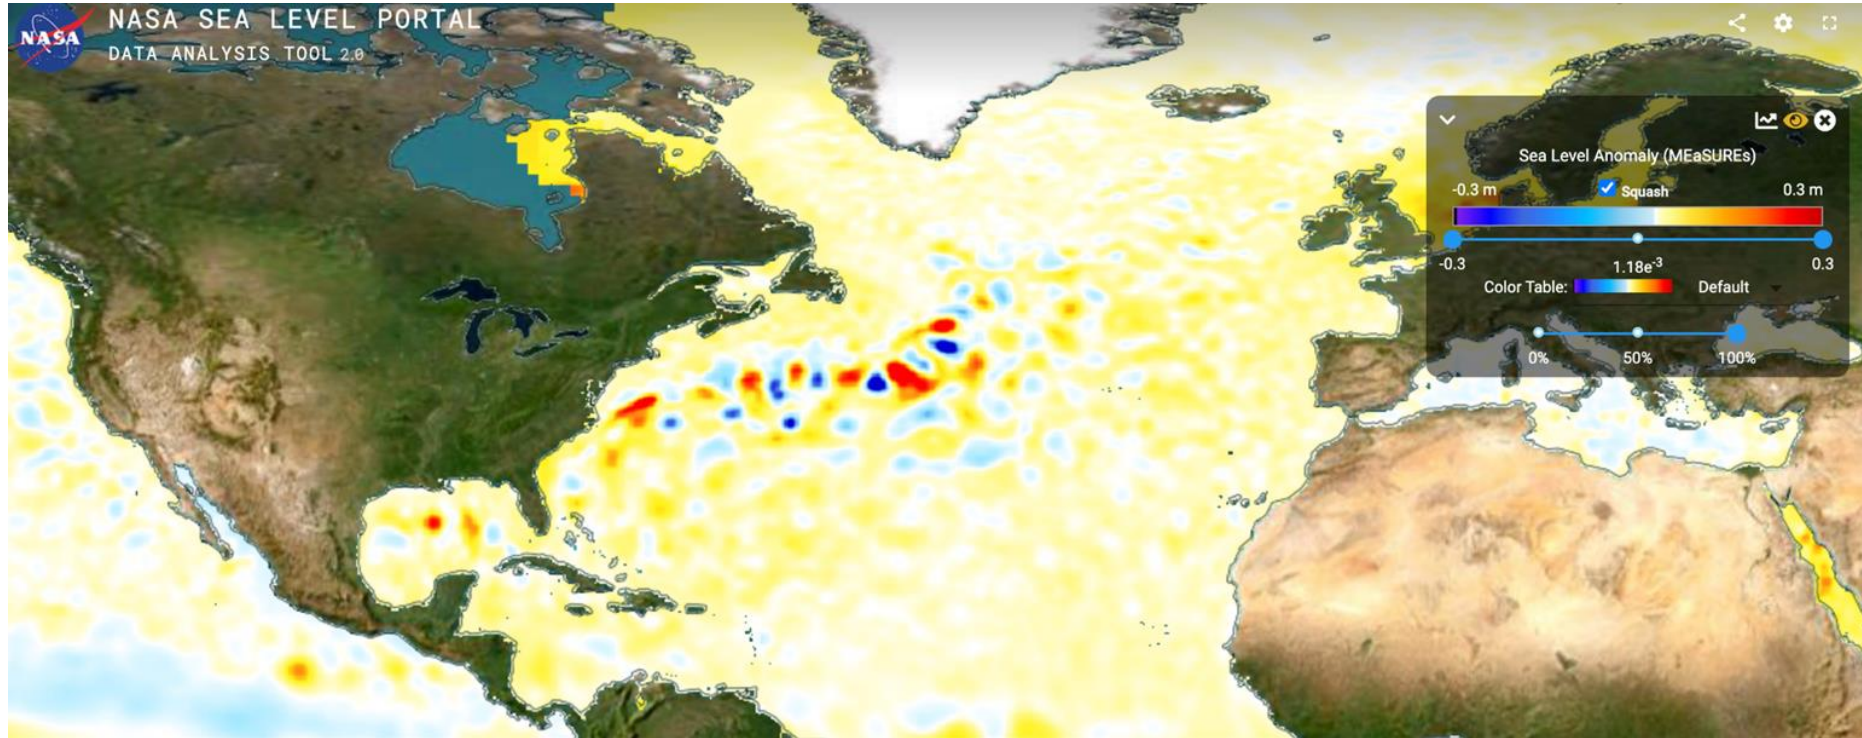 NASA
NASA SEA LEVEL PORTAL
DATA ANALYSIS TOOL 2.0
Sea Level Anomaly (MEaSUREs)
-0.3 m Squash 0.3 m
-0.3 0.3
1.18e-3
Color Table: Default
0% 50% 100%